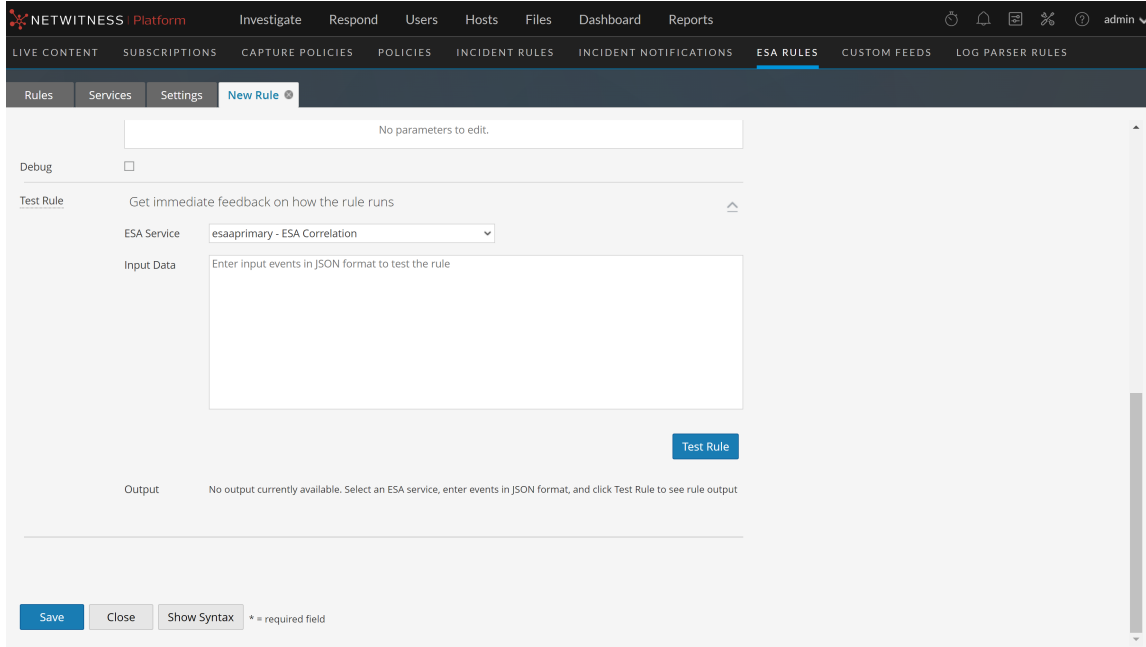 NETWITNESS | Platform Investigate Respond Users Hosts Files Dashboard Reports admin
LIVE CONTENT SUBSCRIPTIONS CAPTURE POLICIES POLICIES INCIDENT RULES INCIDENT NOTIFICATIONS ESA RULES CUSTOM FEEDS LOG PARSER RULES
Rules Services Settings New Rule
No parameters to edit.
Debug
Test Rule Get immediate feedback on how the rule runs
ESA Service esaaprimary - ESA Correlation
Input Data Enter input events in JSON format to test the rule
Test Rule
Output No output currently available. Select an ESA service, enter events in JSON format, and click Test Rule to see rule output
Save Close Show Syntax * = required field